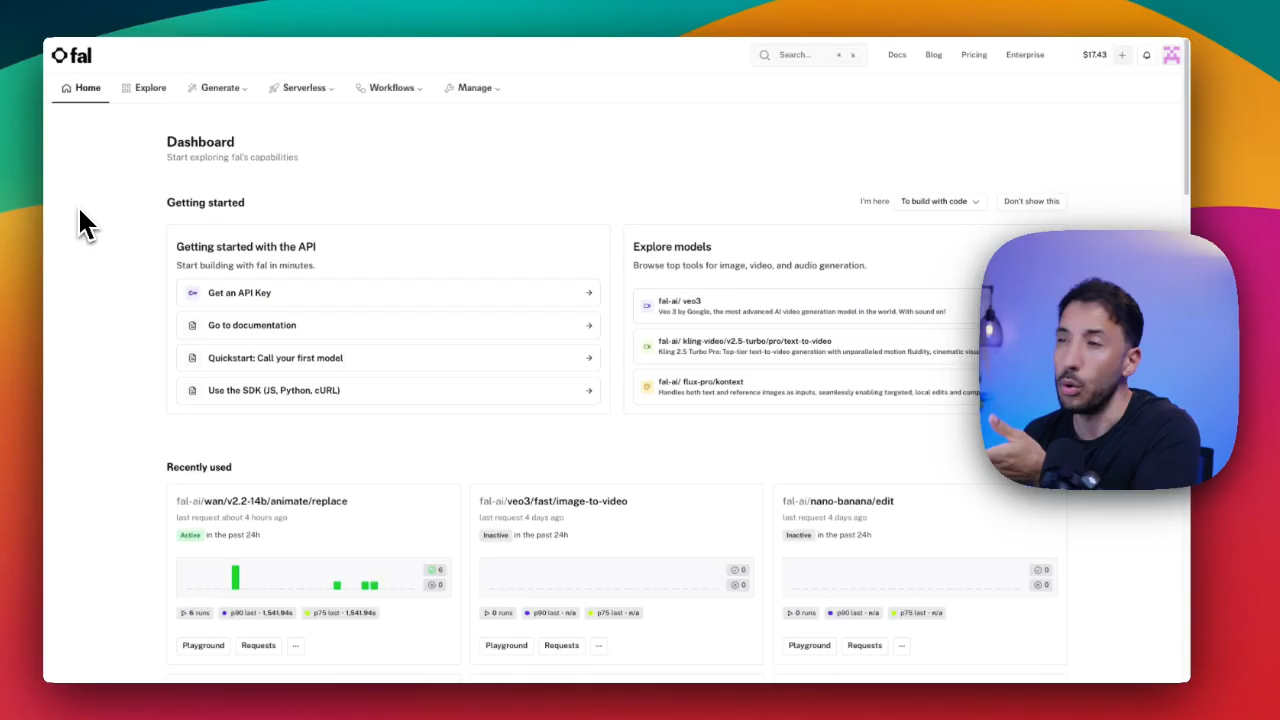 fal
Search... k
Docs
Blog
Pricing
Enterprise
$17.43
Home
Explore
Generate
Serverless
Workflows
Manage
Dashboard
Start exploring fal's capabilities
Getting started
I'm here
To build with code
Don't show this
Getting started with the API
Start building with fal in minutes.
Get an API Key
Go to documentation
Quickstart: Call your first model
Use the SDK (JS, Python, cURL)
Explore models
Browse top tools for image, video, and audio generation.
fal-ai/ veo3
Veo 3 by Google, the most advanced AI video generation model in the world. With sound on!
fal-ai/ kling-video/v2.5-turbo/pro/text-to-video
Kling 2.5 Turbo Pro: Top-tier text-to-video generation with unparalleled motion fluidity, cinematic
fal-ai/ flux-pro/kontext
Handles both text and reference images as inputs, seamlessly enabling targeted, local edits and
Recently used
fal-ai/wan/v2.2-14b/animate/replace
last request about 4 hours ago
Active in the past 24h
6
0
6 runs
p90 last · 1,541.94s
p75 last · 1,541.94s
Playground
Requests
...
fal-ai/veo3/fast/image-to-video
last request 4 days ago
Inactive in the past 24h
0
0
0 runs
p90 last · n/a
p75 last · n/a
Playground
Requests
...
fal-ai/nano-banana/edit
last request 4 days ago
Inactive in the past 24h
0
0
0 runs
p90 last · n/a
p75 last · n/a
Playground
Requests
...